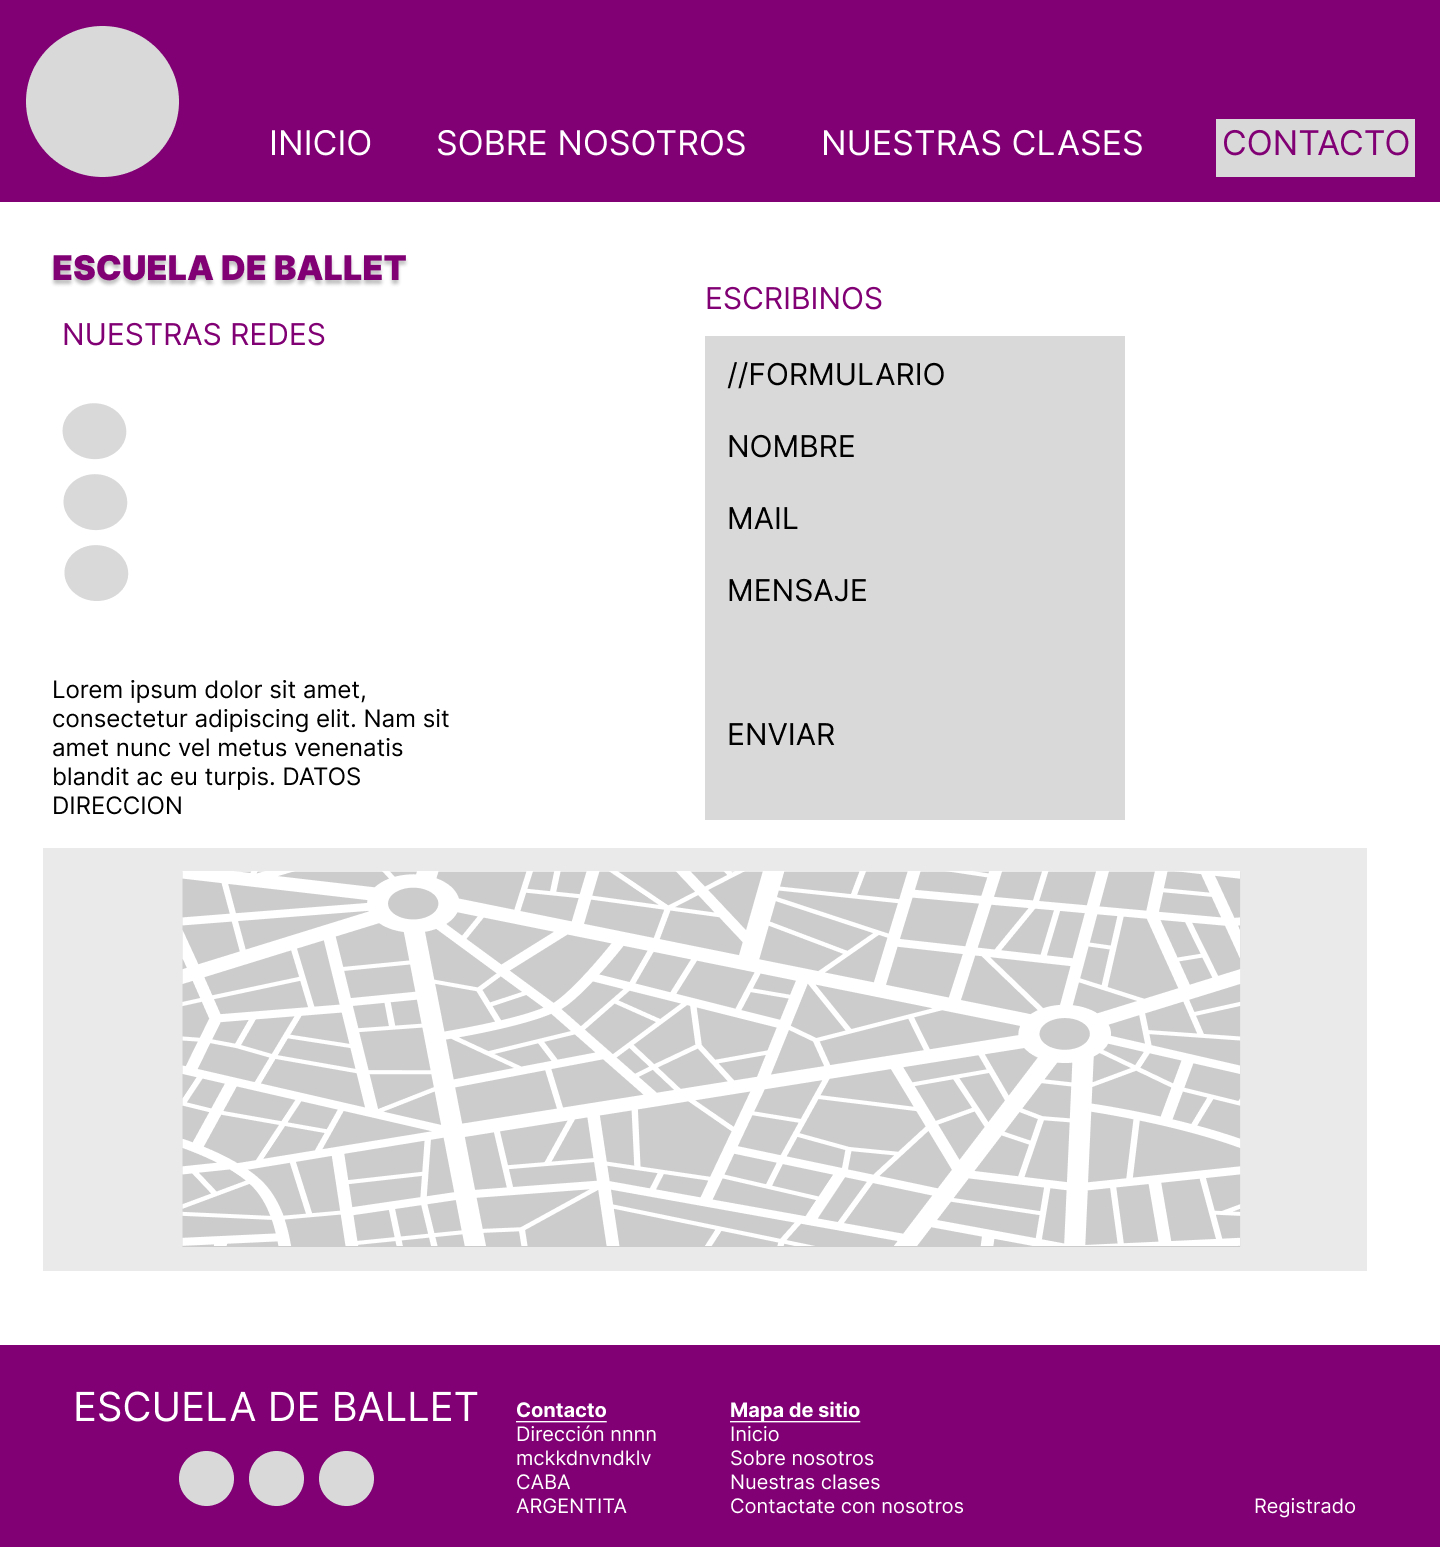 INICIO
SOBRE NOSOTROS
NUESTRAS CLASES
CONTACTO
ESCUELA DE BALLET
NUESTRAS REDES
Lorem ipsum dolor sit amet,
consectetur adipiscing elit. Nam sit
amet nunc vel metus venenatis
blandit ac eu turpis. DATOS
DIRECCION
ESCRIBINOS
//FORMULARIO
NOMBRE
MAIL
MENSAJE
ENVIAR
ESCUELA DE BALLET
Contacto
Dirección nnnn
mckkdnvndklv
CABA
ARGENTITA
Mapa de sitio
Inicio
Sobre nosotros
Nuestras clases
Contactate con nosotros
Registrado